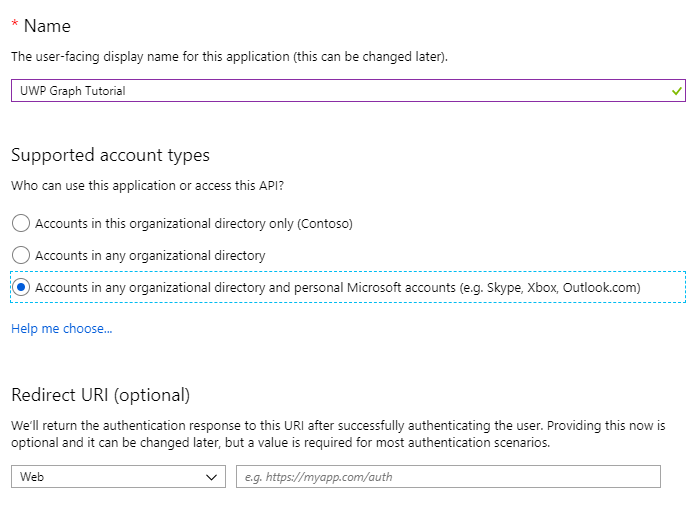 * Name
The user-facing display name for this application (this can be changed later).
UWP Graph Tutorial
Supported account types
Who can use this application or access this API?
Accounts in this organizational directory only (Contoso)
Accounts in any organizational directory
Accounts in any organizational directory and personal Microsoft accounts (e.g. Skype, Xbox, Outlook.com)
Help me choose...
Redirect URI (optional)
We'll return the authentication response to this URI after successfully authenticating the user. Providing this now is
optional and it can be changed later, but a value is required for most authentication scenarios.
Web e.g. https://myapp.com/auth